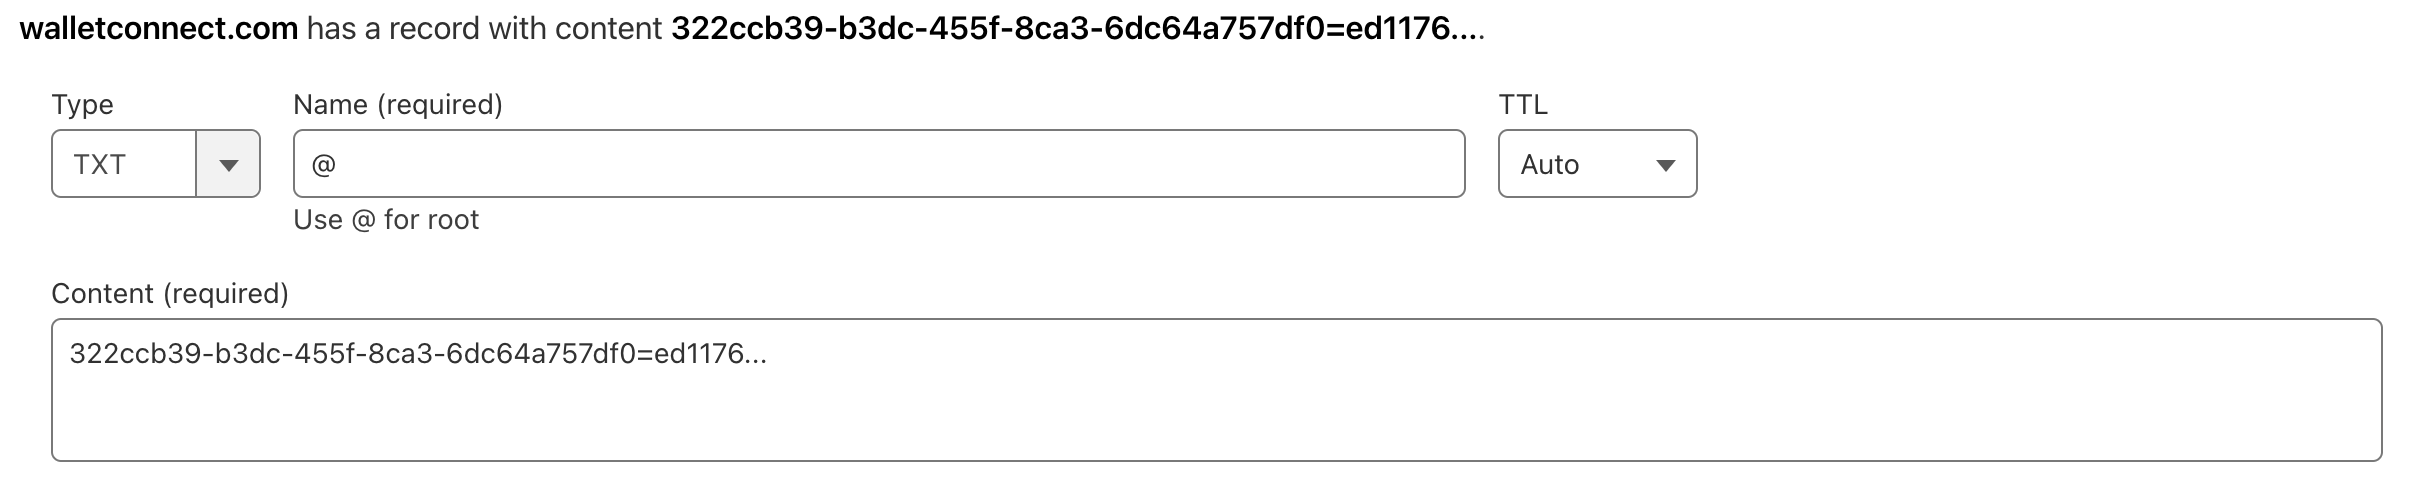 walletconnect.com has a record with content 322ccb39-b3dc-455f-8ca3-6dc64a757df0=ed1176....
Type
Name (required)
TTL
TXT
@
Auto
Use @ for root
Content (required)
322ccb39-b3dc-455f-8ca3-6dc64a757df0=ed1176...